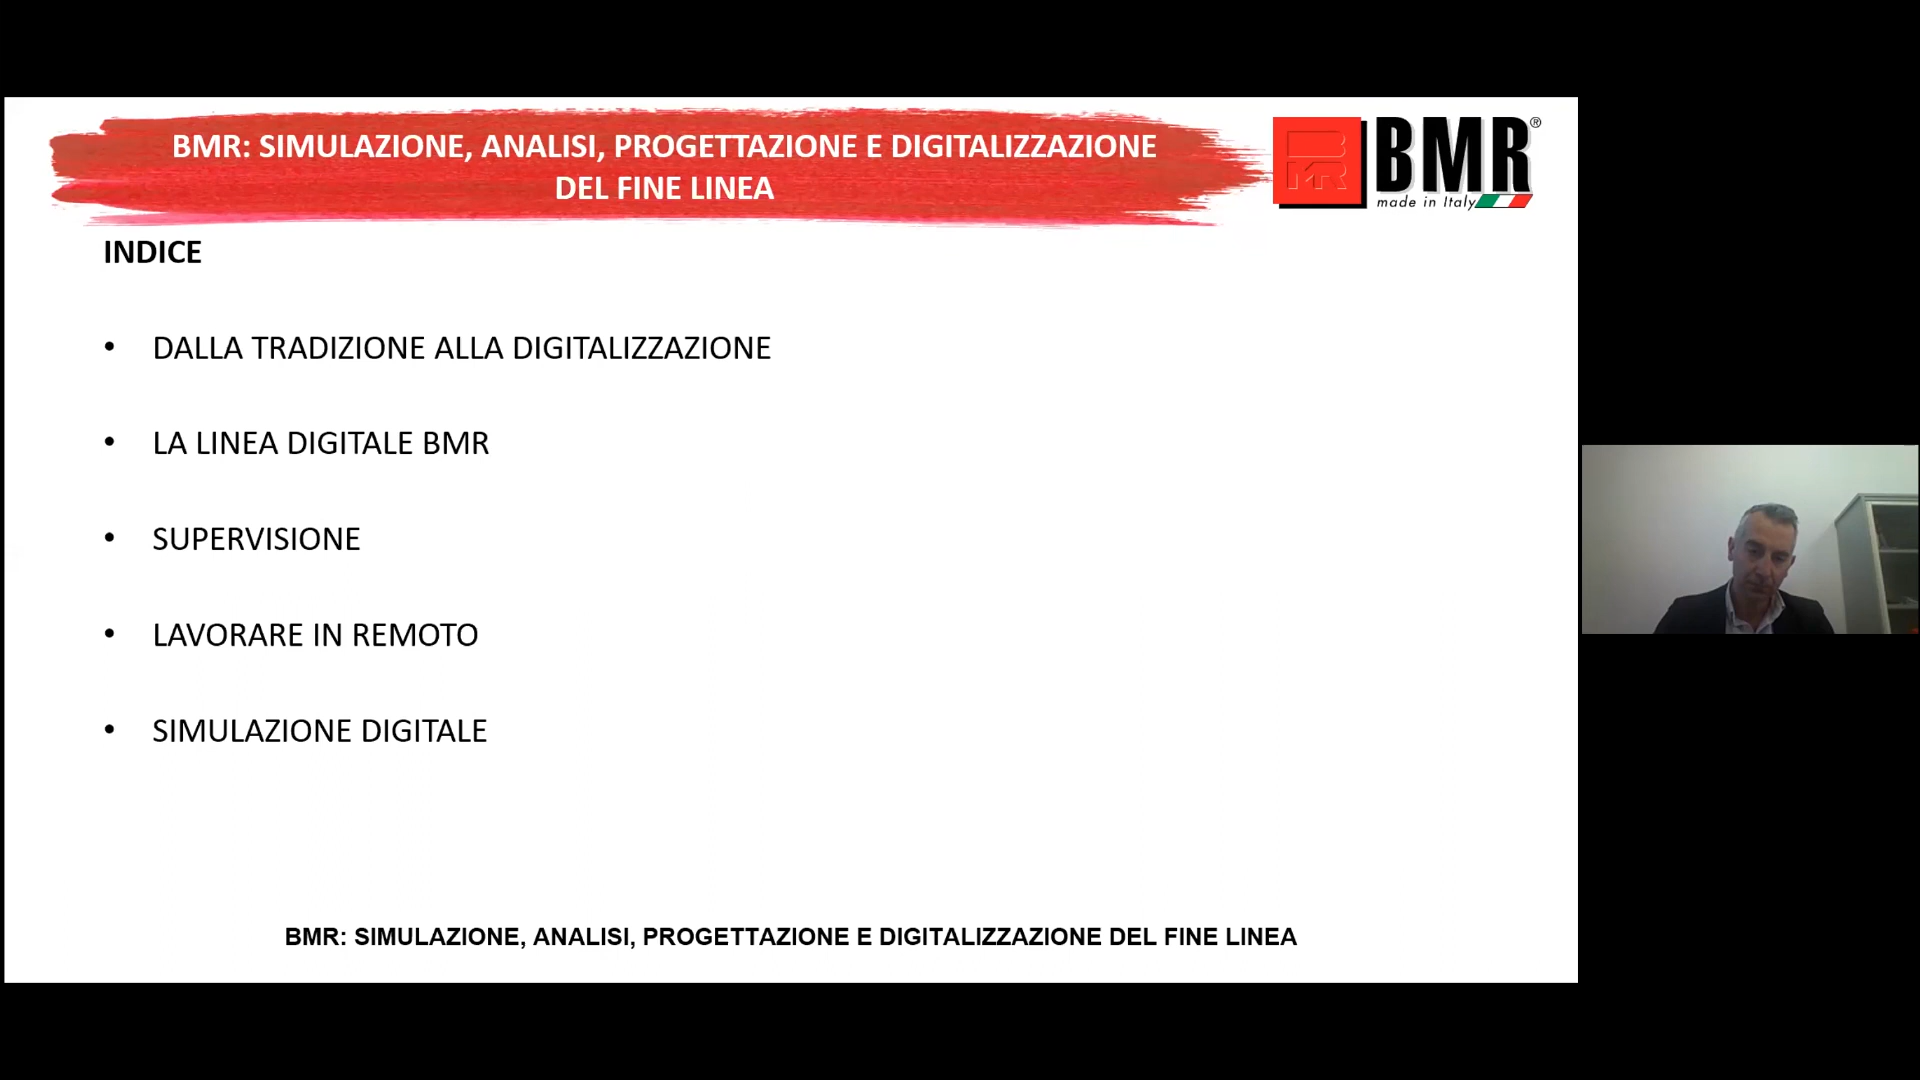 BMR: SIMULAZIONE, ANALISI, PROGETTAZIONE E DIGITALIZZAZIONE
DEL FINE LINEA
BMR
BMR®
made in Italy
INDICE
• DALLA TRADIZIONE ALLA DIGITALIZZAZIONE
• LA LINEA DIGITALE BMR
• SUPERVISIONE
• LAVORARE IN REMOTO
• SIMULAZIONE DIGITALE
BMR: SIMULAZIONE, ANALISI, PROGETTAZIONE E DIGITALIZZAZIONE DEL FINE LINEA